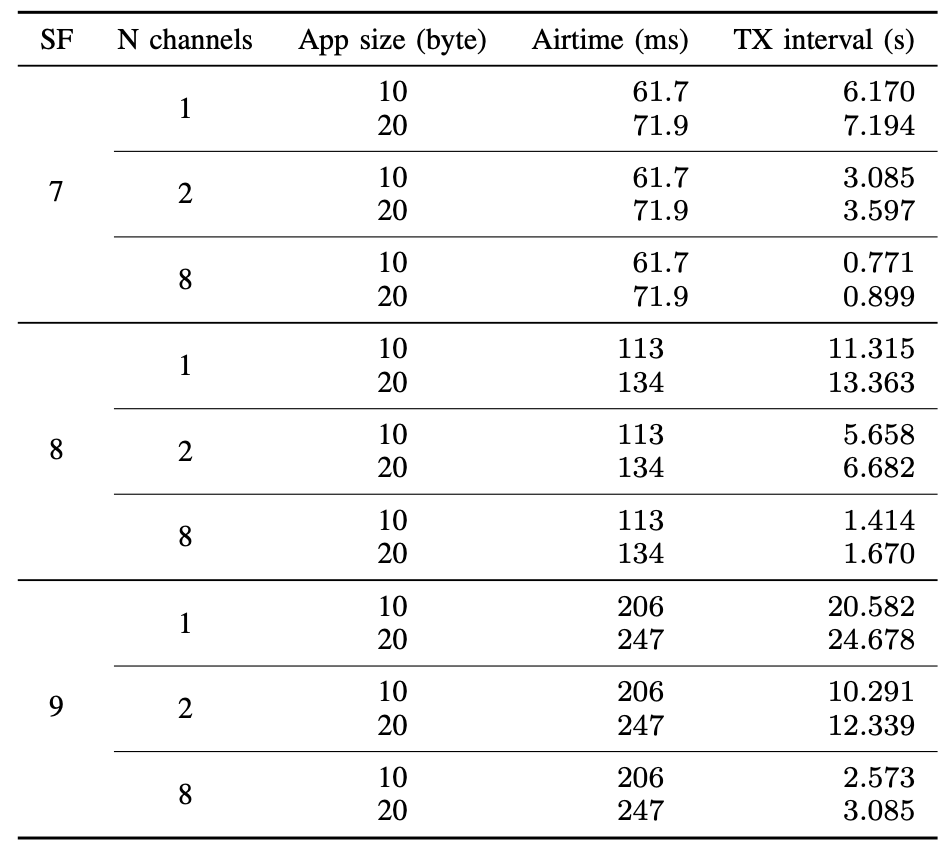 SF N channels App size (byte) Airtime (ms) TX interval (s)
7 1 10 61.7 6.170
20 71.9 7.194
2 10 61.7 3.085
20 71.9 3.597
8 10 61.7 0.771
20 71.9 0.899
8 1 10 113 11.315
20 134 13.363
2 10 113 5.658
20 134 6.682
8 10 113 1.414
20 134 1.670
9 1 10 206 20.582
20 247 24.678
2 10 206 10.291
20 247 12.339
8 10 206 2.573
20 247 3.085